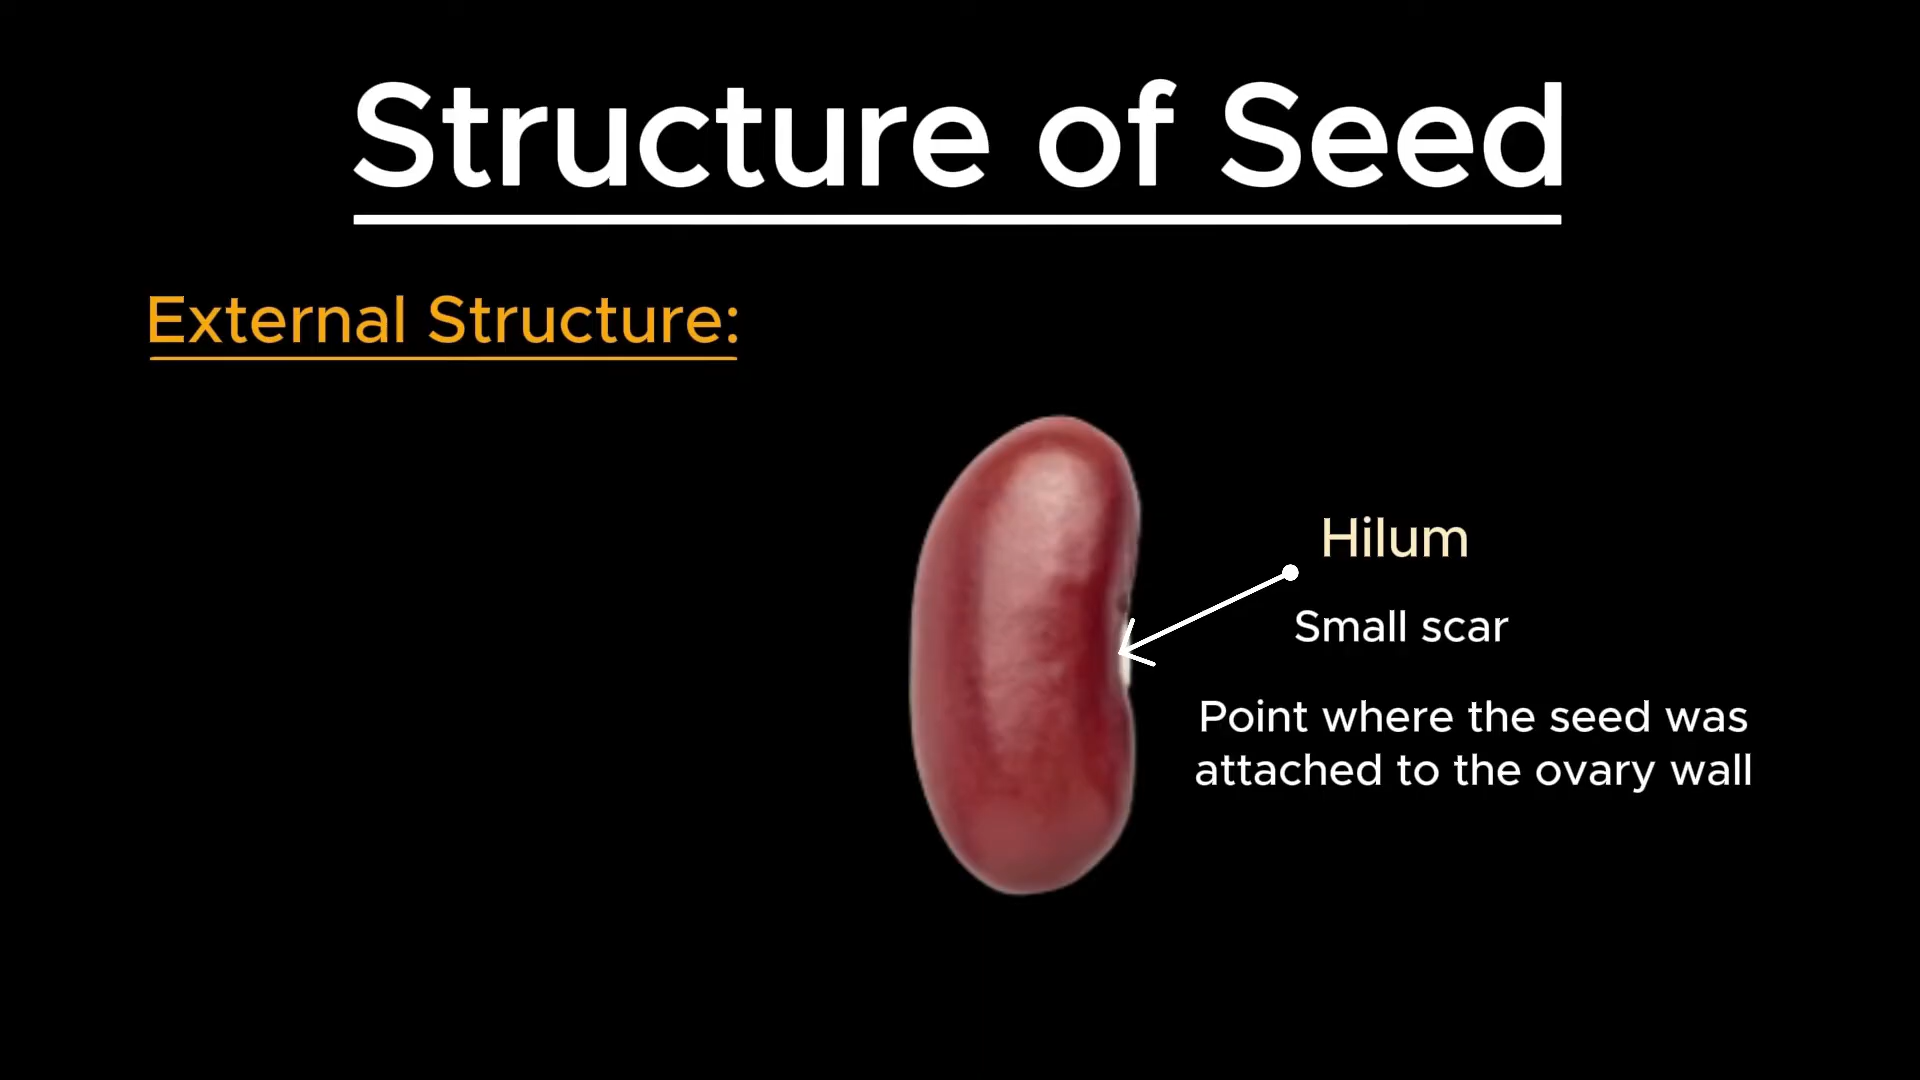 Structure of Seed
External Structure:
Hilum
Small scar
Point where the seed was
attached to the ovary wall